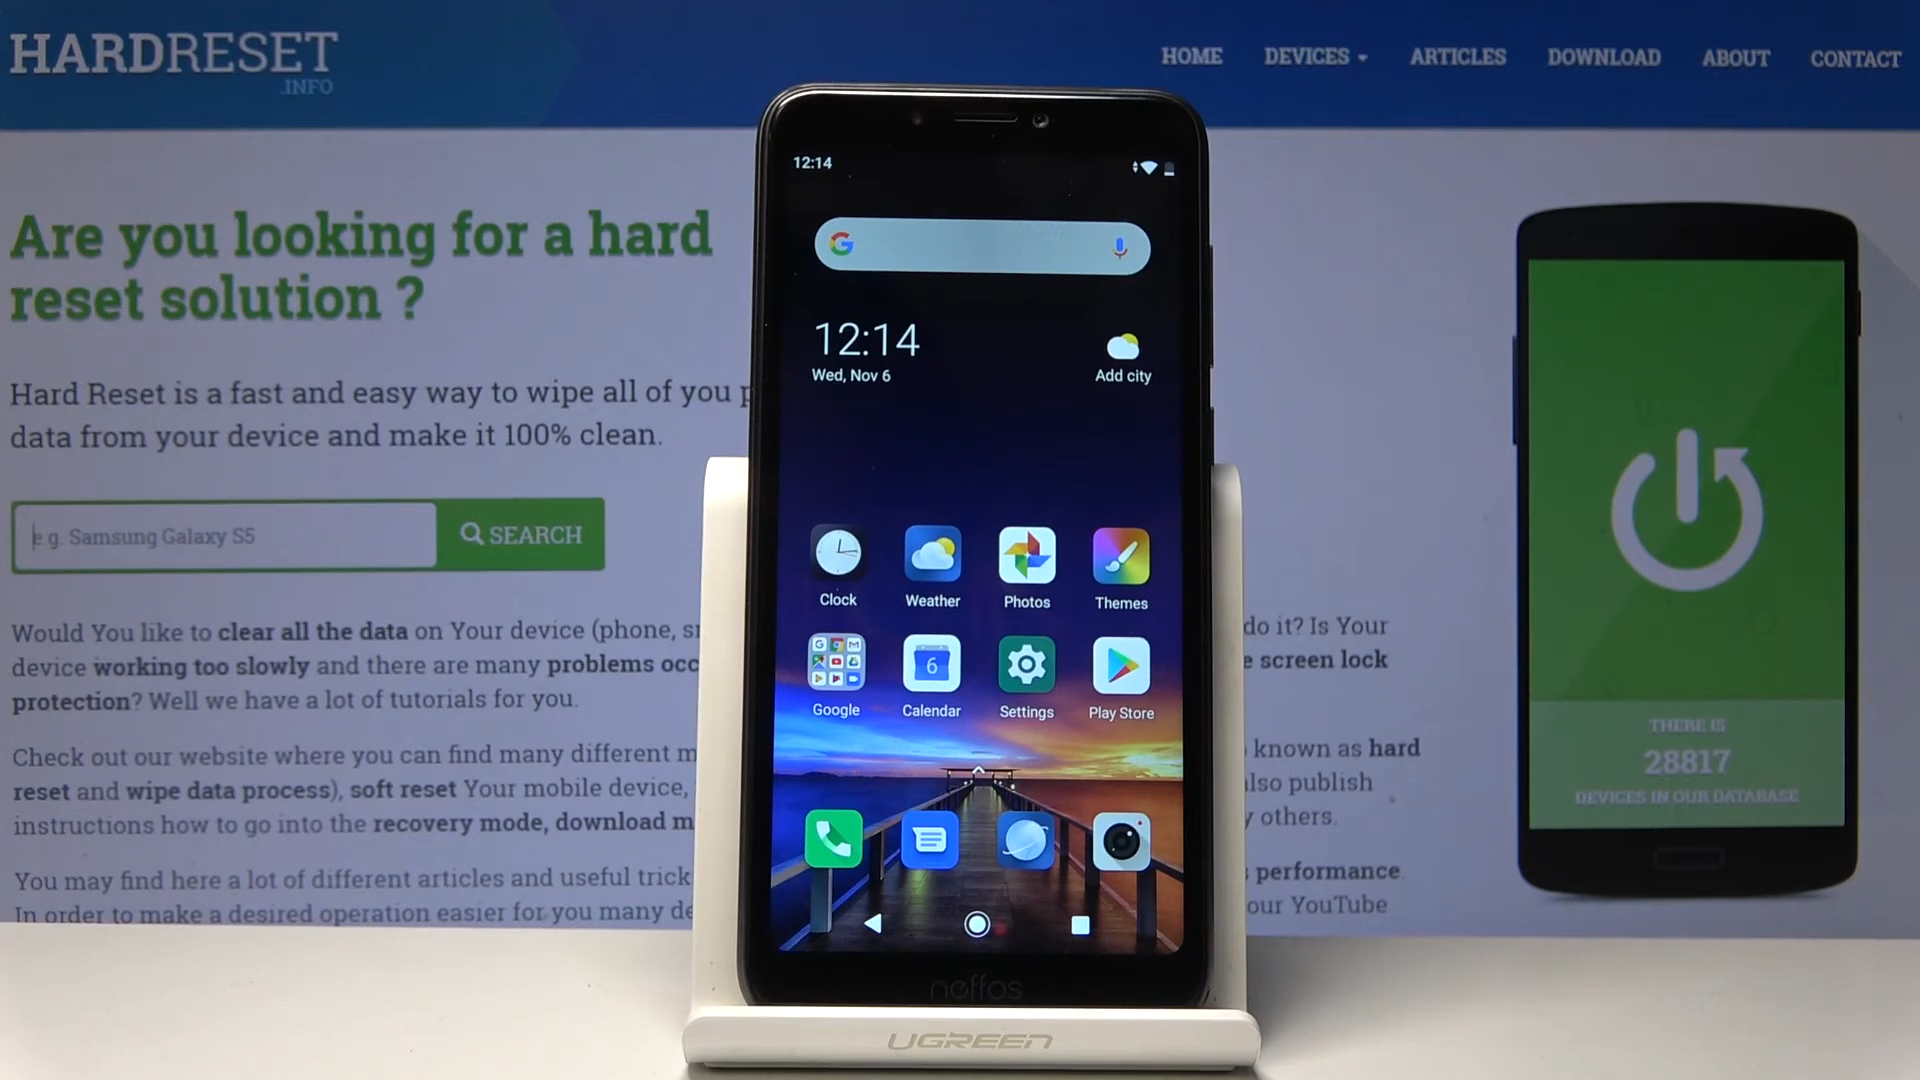 HARDRESET
.INFO
HOME DEVICES ARTICLES DOWNLOAD ABOUT CONTACT
Are you looking for a hard
reset solution ?
Hard Reset is a fast and easy way to wipe all of you
data from your device and make it 100% clean.
e.g. Samsung Galaxy S5
SEARCH
Would You like to clear all the data on Your device (phone,
device working too slowly and there are many problems
protection? Well we have a lot of tutorials for you.
Check out our website where you can find many different
reset and wipe data process), soft reset Your mobile device,
instructions how to go into the recovery mode, download
You may find here a lot of different articles and useful
In order to make a desired operation easier for you many
12:14
12:14
Wed, Nov 6
Add city
Clock Weather Photos Themes
6
Google Calendar Settings Play Store
neffos
UGREEN
do it? Is Your
screen lock
known as hard
also publish
others.
performance.
our YouTube
THERE IS
28817
DEVICES IN OUR DATABASE